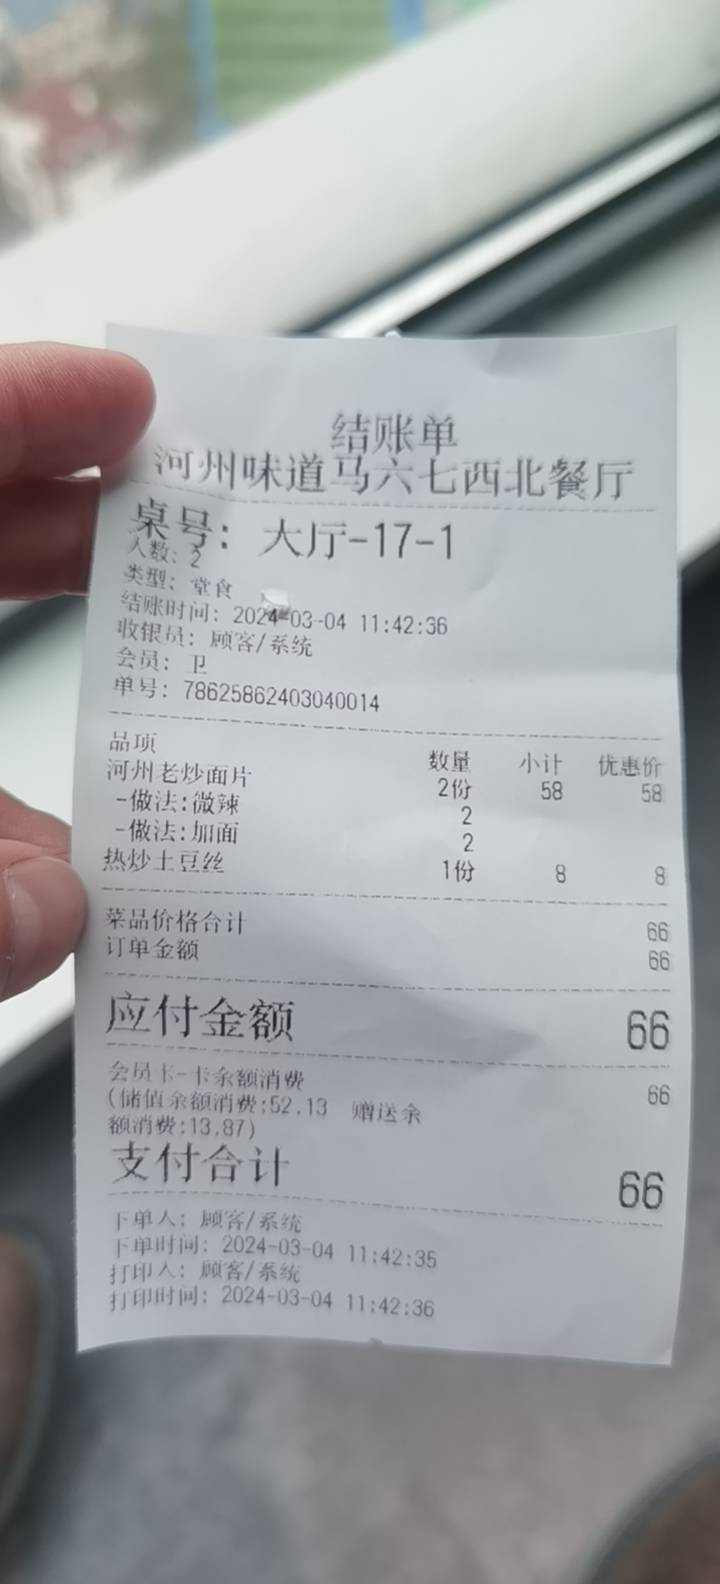 结账单
河州味道马六七西北餐厅
桌号: 大厅-17-1
人数: 2
类型: 堂食
结账时间: 2024-03-04 11:42:36
收银员: 顾客/系统
会员: 卫
单号: 78625862403040014
品项 数量 小计 优惠价
河州老炒面片 2份 58 58
-做法:微辣 2
-做法:加面 2
热炒土豆丝 1份 8 8
菜品价格合计 66
订单金额 66
应付金额 66
会员卡-卡余额消费 66
(储值余额消费:52.13 赠送余
额消费:13.87)
支付合计 66
下单人: 顾客/系统
下单时间: 2024-03-04 11:42:35
打印人: 顾客/系统
打印时间: 2024-03-04 11:42:36